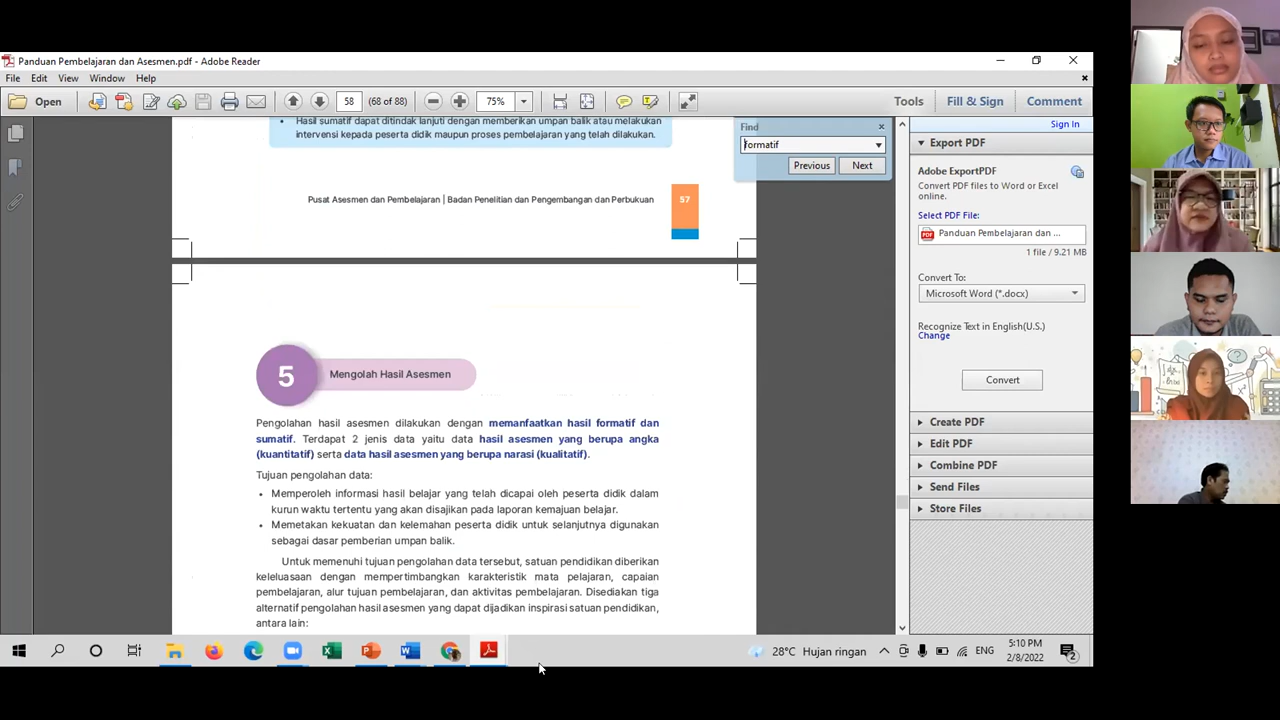 Panduan Pembelajaran dan Asesmen.pdf - Adobe Reader
File Edit View Window Help
Open 58 (68 of 88) 75% Tools Fill & Sign Comment
Hasil sumatif dapat ditindak lanjuti dengan memberikan umpan balik atau melakukan
intervensi kepada peserta didik maupun proses pembelajaran yang telah dilakukan.
Pusat Asesmen dan Pembelajaran | Badan Penelitian dan Pengembangan dan Perbukuan 57
5 Mengolah Hasil Asesmen
Pengolahan hasil asesmen dilakukan dengan memanfaatkan hasil formatif dan
sumatif. Terdapat 2 jenis data yaitu data hasil asesmen yang berupa angka
(kuantitatif) serta data hasil asesmen yang berupa narasi (kualitatif).
Tujuan pengolahan data:
• Memperoleh informasi hasil belajar yang telah dicapai oleh peserta didik dalam
kurun waktu tertentu yang akan disajikan pada laporan kemajuan belajar.
• Memetakan kekuatan dan kelemahan peserta didik untuk selanjutnya digunakan
sebagai dasar pemberian umpan balik.
Untuk memenuhi tujuan pengolahan data tersebut, satuan pendidikan diberikan
keleluasaan dengan mempertimbangkan karakteristik mata pelajaran, capaian
pembelajaran, alur tujuan pembelajaran, dan aktivitas pembelajaran. Disediakan tiga
alternatif pengolahan hasil asesmen yang dapat dijadikan inspirasi satuan pendidikan,
antara lain:
Find
formatif
Previous Next
Sign In
Export PDF
Adobe ExportPDF
Convert PDF files to Word or Excel
online.
Select PDF File:
Panduan Pembelajaran dan ...
1 file / 9.21 MB
Convert To:
Microsoft Word (*.docx)
Recognize Text in English(U.S.)
Change
Convert
Create PDF
Edit PDF
Combine PDF
Send Files
Store Files
28°C Hujan ringan ENG
5:10 PM
2/8/2022
2